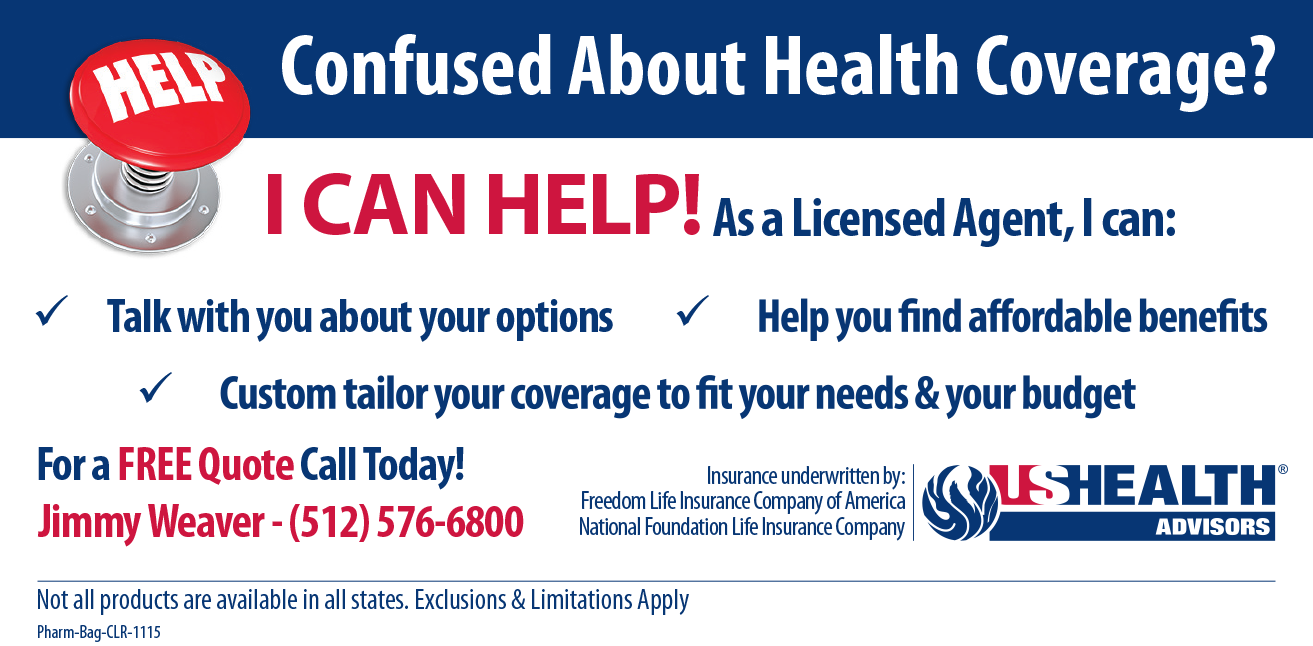 HELP
Confused About Health Coverage?
I CAN HELP! As a Licensed Agent, I can:
✓ Talk with you about your options
✓ Help you find affordable benefits
✓ Custom tailor your coverage to fit your needs & your budget
For a FREE Quote Call Today!
Jimmy Weaver - (512) 576-6800
Insurance underwritten by:
Freedom Life Insurance Company of America
National Foundation Life Insurance Company
USHEALTH®
ADVISORS
Not all products are available in all states. Exclusions & Limitations Apply
Pharm-Bag-CLR-1115